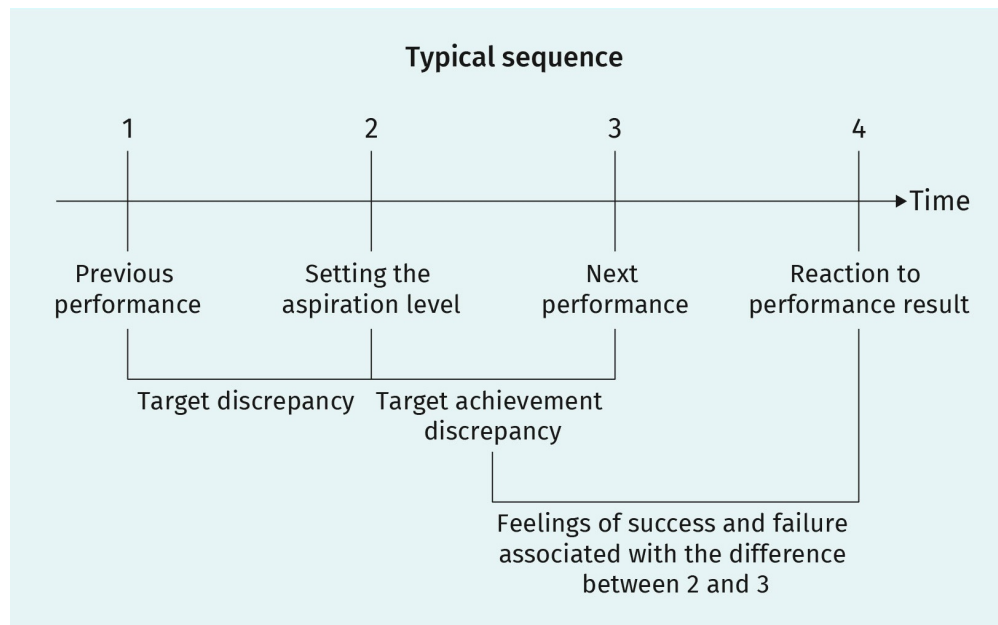 Typical sequence
1
2
3
4
Time
Previous
performance
Setting the
aspiration level
Next
performance
Reaction to
performance result
Target discrepancy
Target achievement
discrepancy
Feelings of success and failure
associated with the difference
between 2 and 3